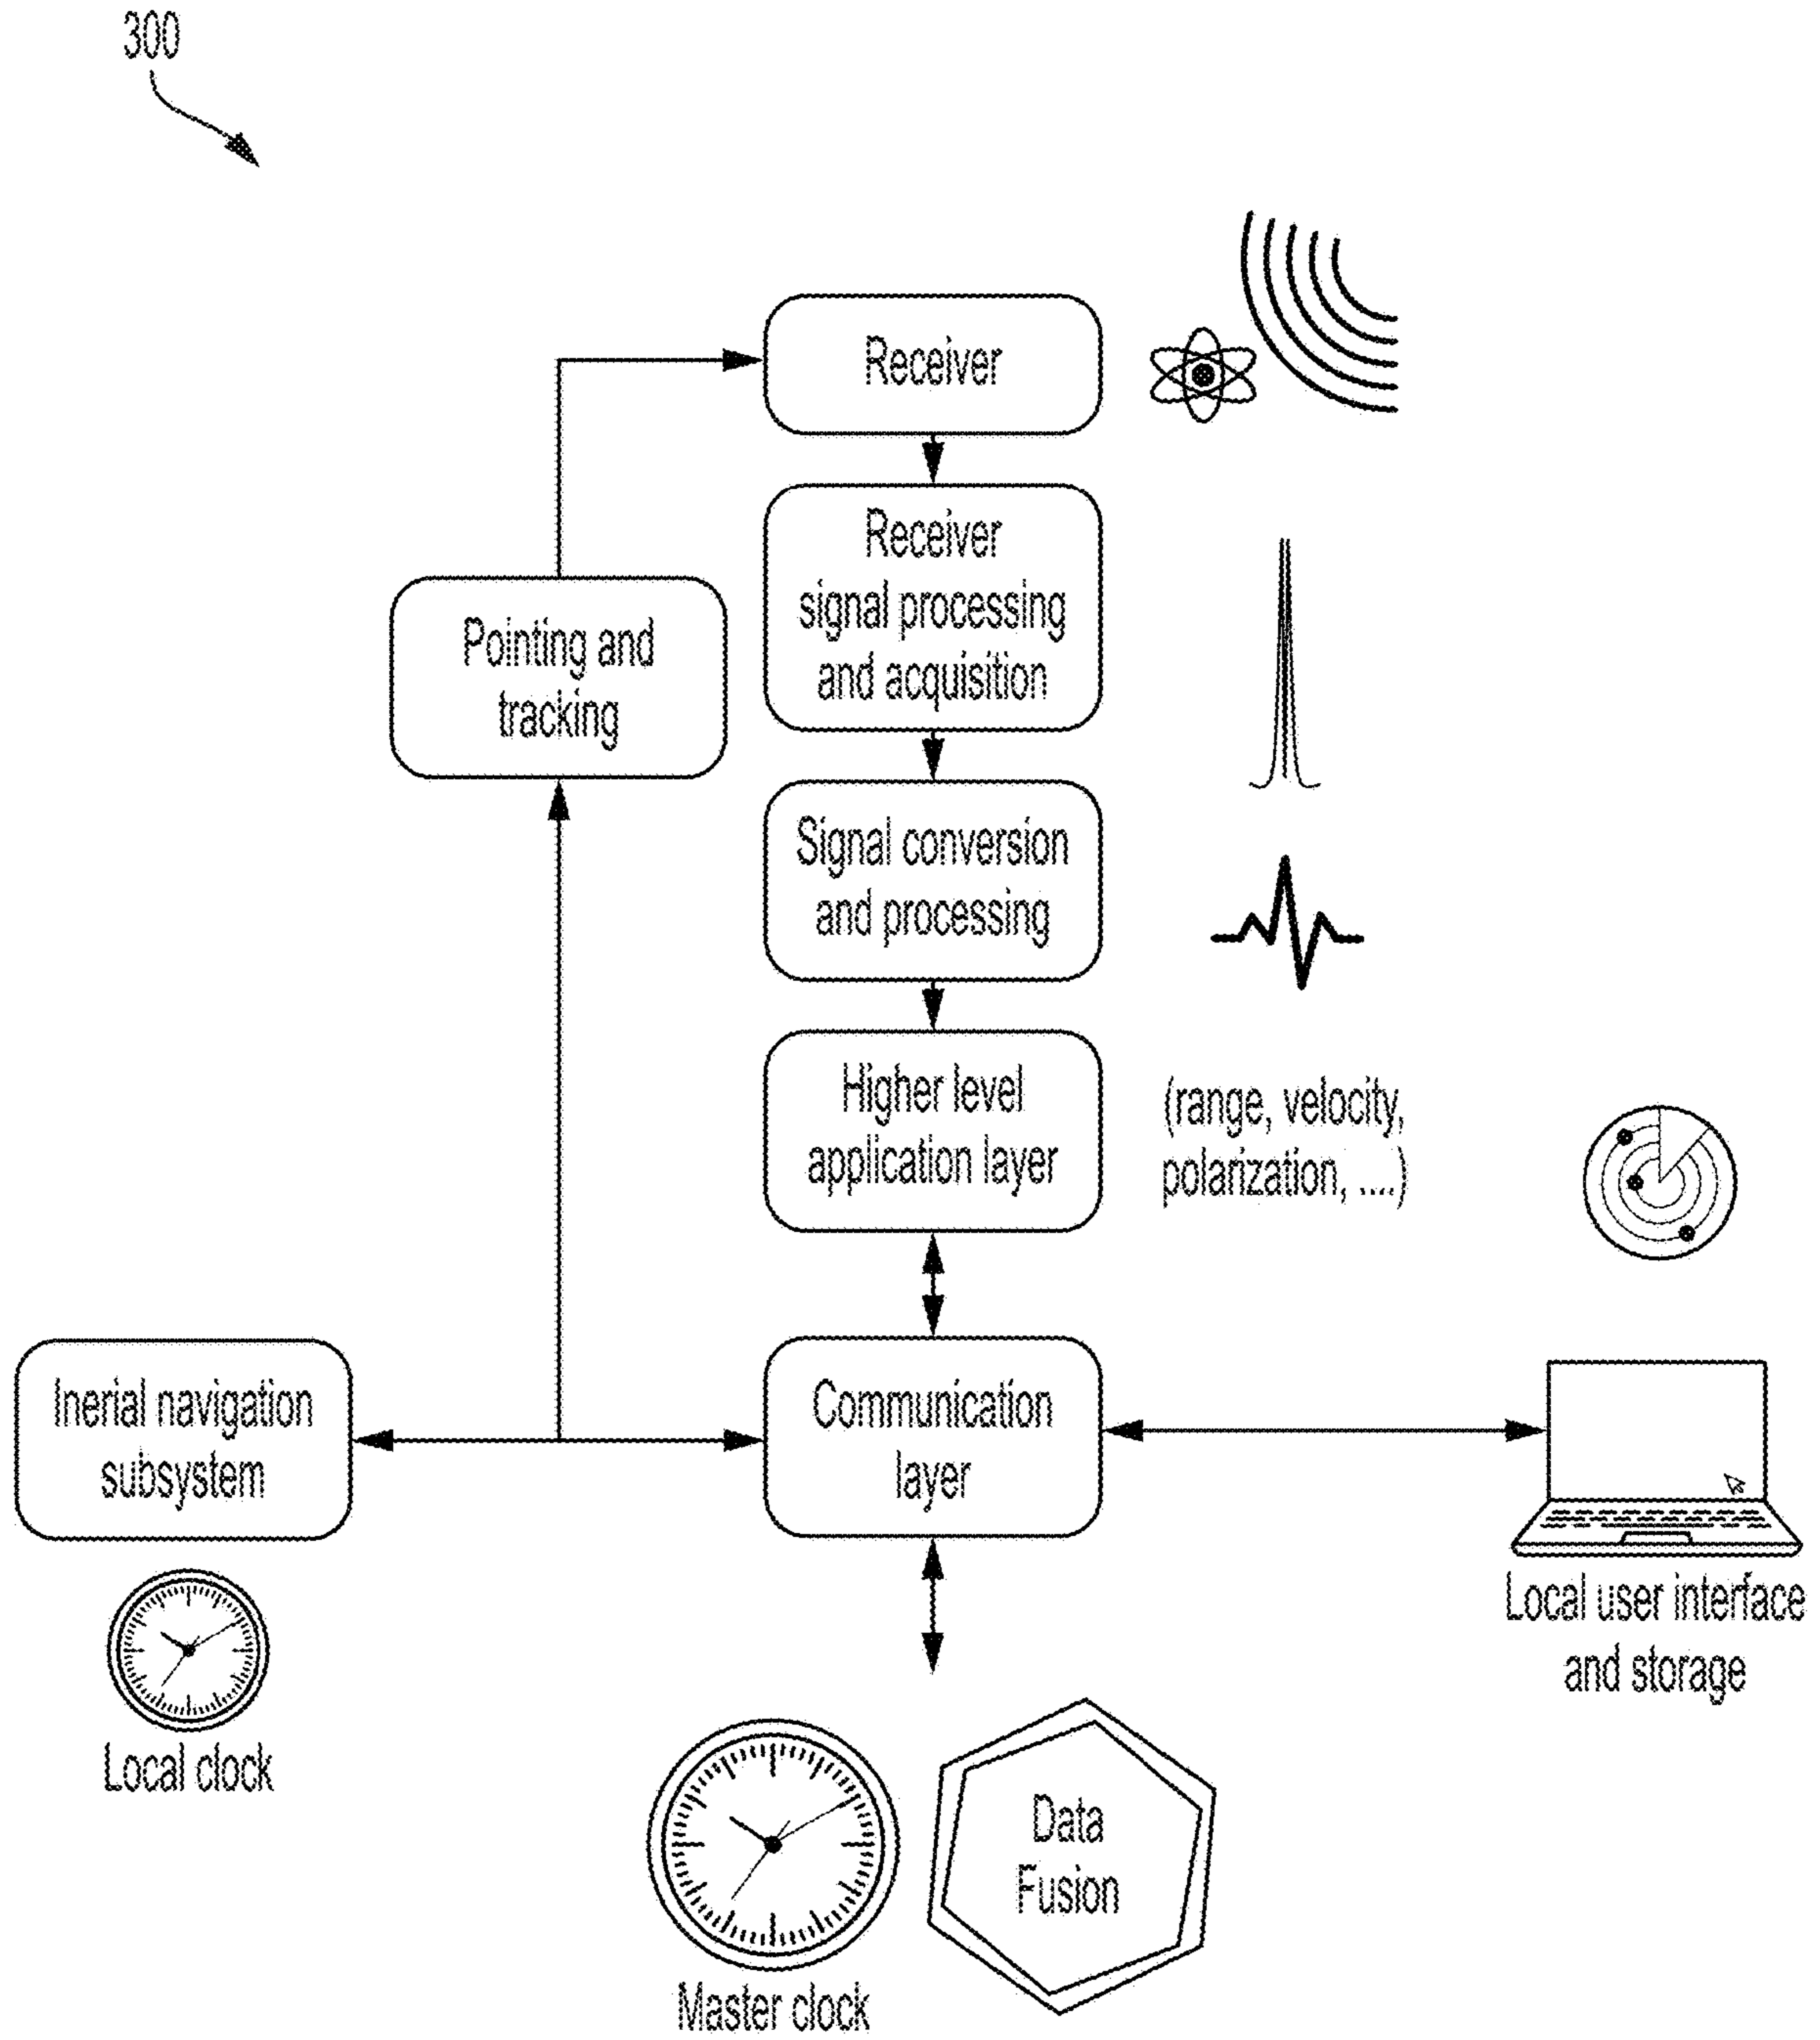 300
Receiver
Receiver
signal processing
and acquisition
Pointing and
tracking
Signal conversion
and processing
Higher level
application layer
(range, velocity,
polarization, ....)
Inerial navigation
subsystem
Communication
layer
Local user interface
and storage
Local clock
Data
Fusion
Master clock